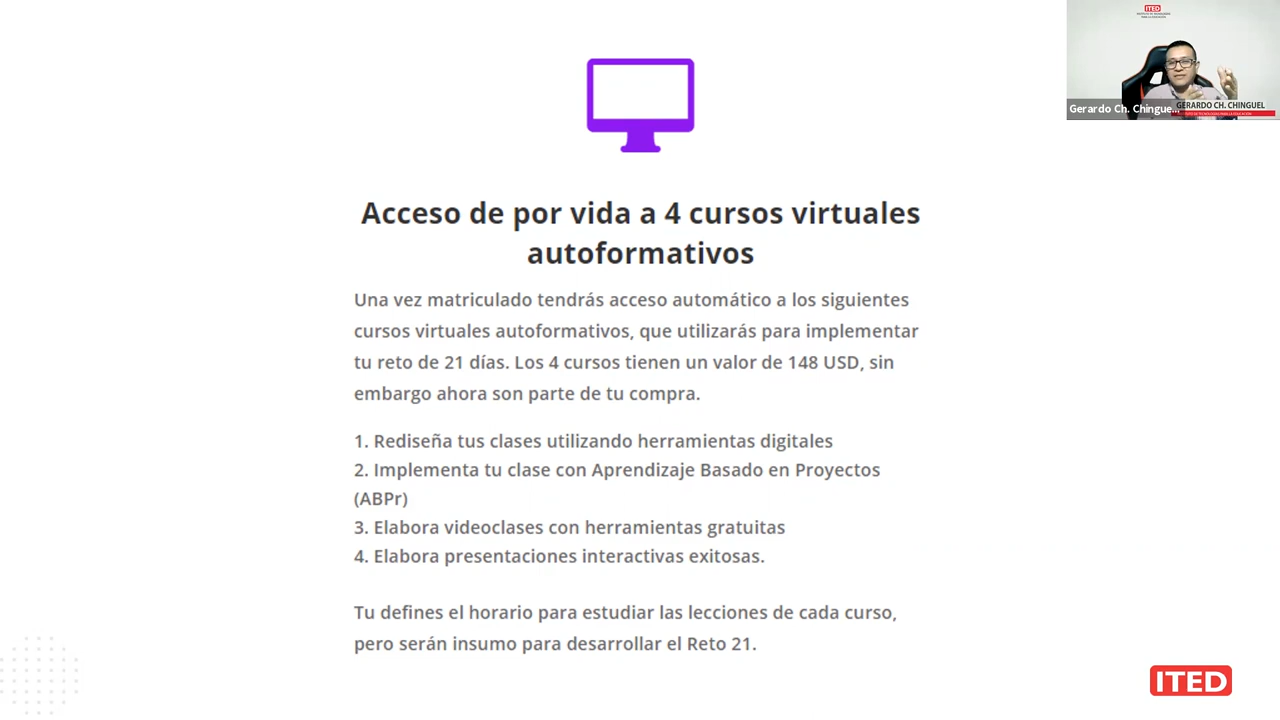 ITED
Gerardo Ch. Chingue...
GERARDO CH. CHINGUEL
Acceso de por vida a 4 cursos virtuales
autoformativos
Una vez matriculado tendrás acceso automático a los siguientes
cursos virtuales autoformativos, que utilizarás para implementar
tu reto de 21 días. Los 4 cursos tienen un valor de 148 USD, sin
embargo ahora son parte de tu compra.
1. Rediseña tus clases utilizando herramientas digitales
2. Implementa tu clase con Aprendizaje Basado en Proyectos
(ABPr)
3. Elabora videoclases con herramientas gratuitas
4. Elabora presentaciones interactivas exitosas.
Tu defines el horario para estudiar las lecciones de cada curso,
pero serán insumo para desarrollar el Reto 21.
ITED